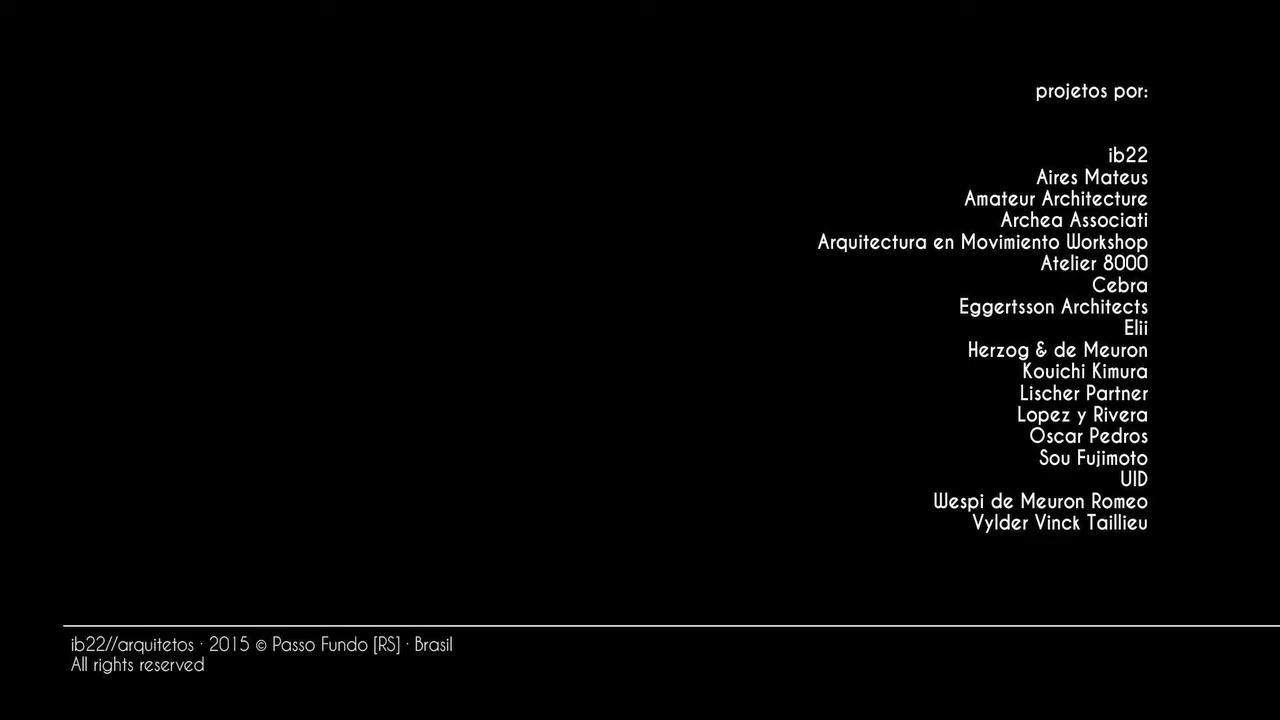 projetos por:
ib22
Aires Mateus
Amateur Architecture
Archea Associati
Arquitectura en Movimiento Workshop
Atelier 8000
Cebra
Eggertsson Architects
Elii
Herzog & de Meuron
Kouichi Kimura
Lischer Partner
Lopez y Rivera
Oscar Pedros
Sou Fujimoto
UID
Wespi de Meuron Romeo
Vylder Vinck Taillieu
ib22//arquitetos · 2015 © Passo Fundo [RS] · Brasil
All rights reserved